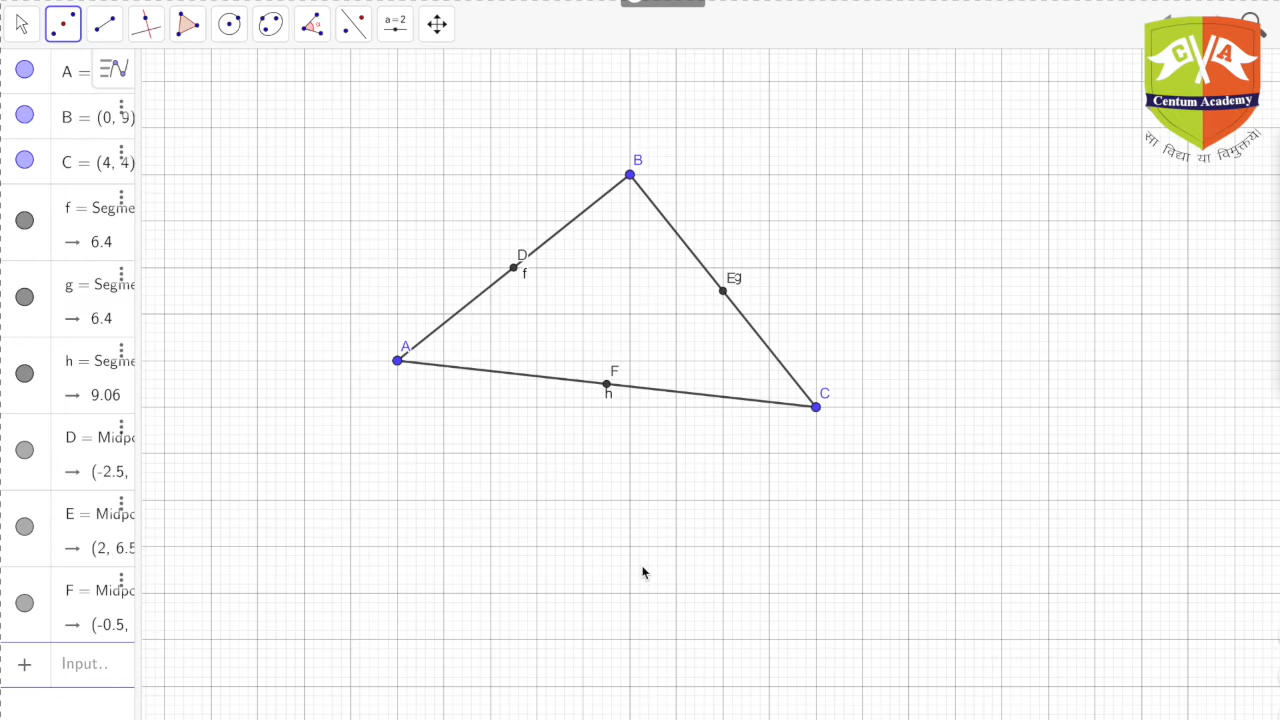 a = 2
A =
B = (0, 9)
C = (4, 4)
f = Segme
→ 6.4
g = Segme
→ 6.4
h = Segme
→ 9.06
D = Midpo
→ (-2.5,
E = Midpo
→ (2, 6.5
F = Midpo
→ (-0.5,
+ Input..
B
D
f
Eg
A
F
h
C
C A
Centum Academy
सा विद्या या विमुक्तये